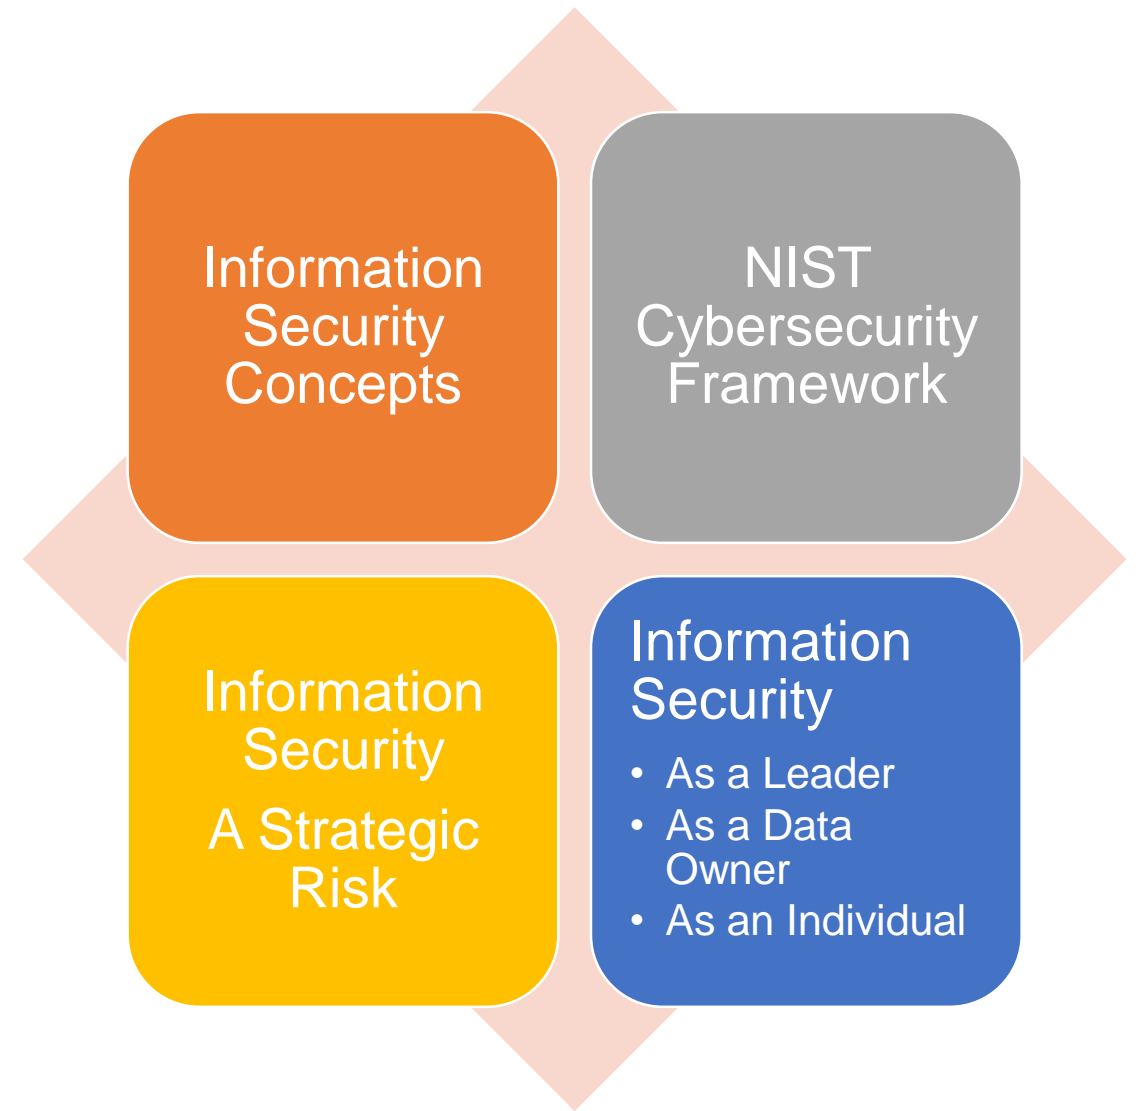 Information
Security
Concepts
NIST
Cybersecurity
Framework
Information
Security
A Strategic
Risk
Information
Security
• As a Leader
• As a Data
Owner
• As an Individual